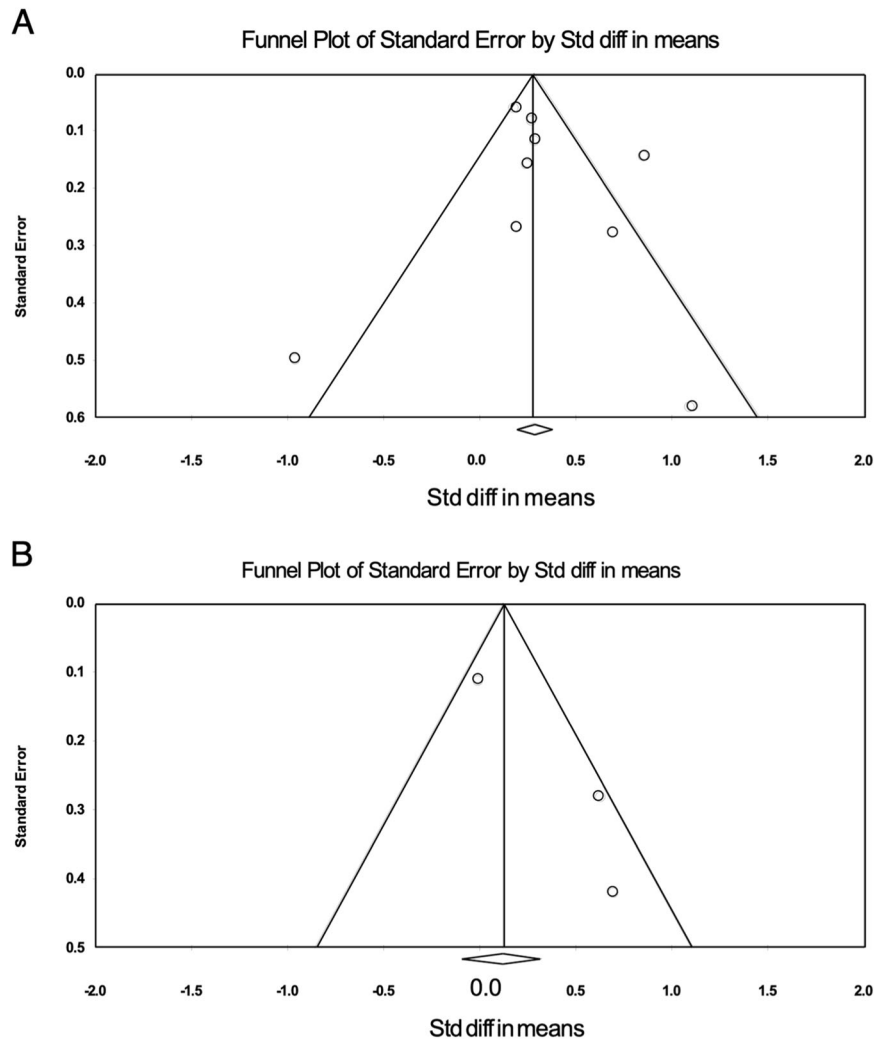 A
Funnel Plot of Standard Error by Std diff in means
0.0
0.1
0.2
0.3
0.4
0.5
0.6
Standard Error
-2.0 -1.5 -1.0 -0.5 0.0 0.5 1.0 1.5 2.0
Std diff in means
B
Funnel Plot of Standard Error by Std diff in means
0.0
0.1
0.2
0.3
0.4
0.5
Standard Error
-2.0 -1.5 -1.0 -0.5 0.0 0.5 1.0 1.5 2.0
Std diff in means